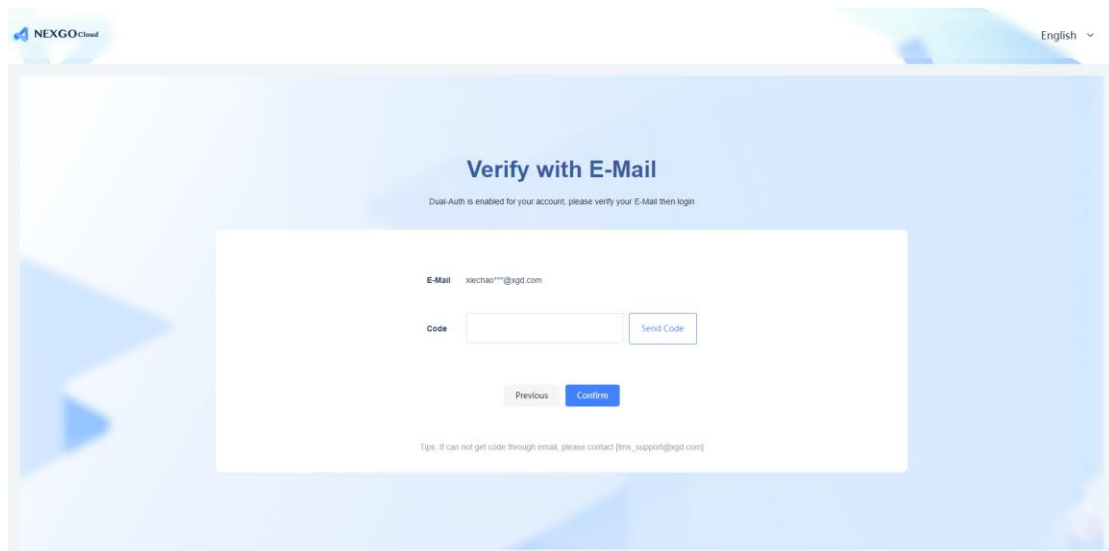 NEXGO Cloud
English
Verify with E-Mail
Dual-Auth is enabled for your account, please verify your E-Mail then login
E-Mail xiechao***@xgd.com
Code Send Code
Previous Confirm
Tips: If can not get code through email, please contact [tms_support@xgd.com]